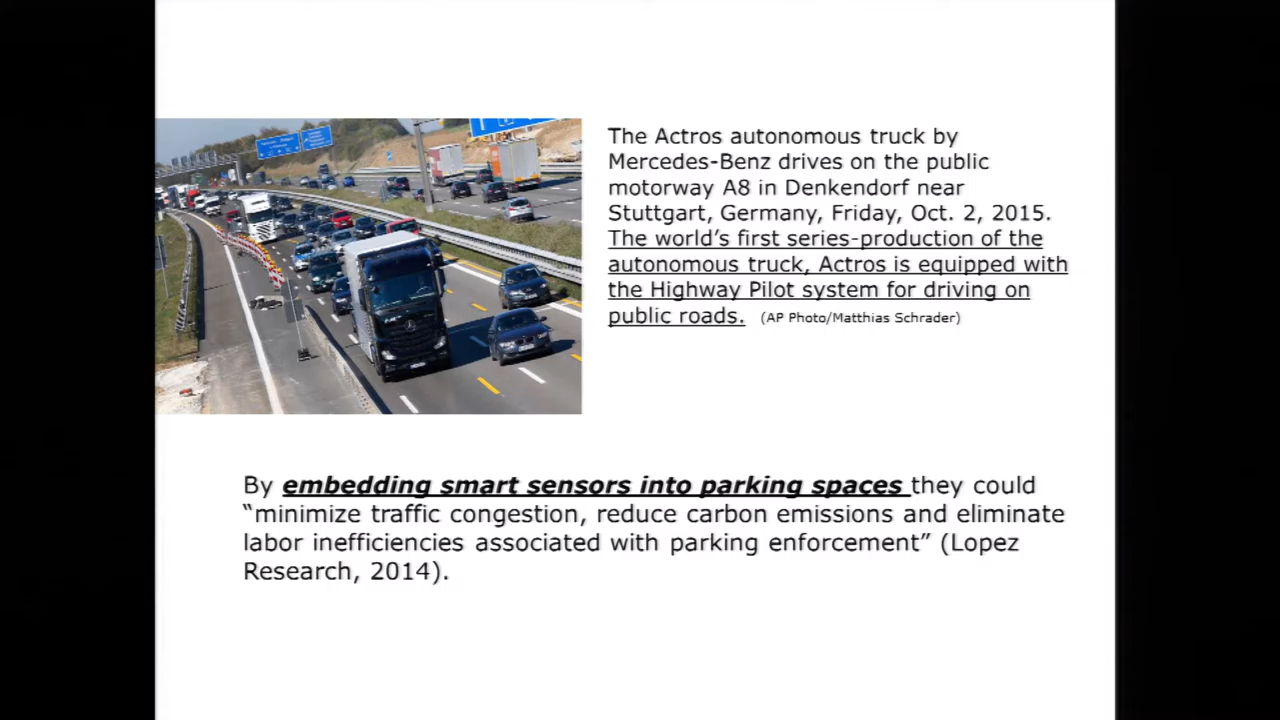 The Actros autonomous truck by
Mercedes-Benz drives on the public
motorway A8 in Denkendorf near
Stuttgart, Germany, Friday, Oct. 2, 2015.
The world’s first series-production of the
autonomous truck, Actros is equipped with
the Highway Pilot system for driving on
public roads. (AP Photo/Matthias Schrader)
By embedding smart sensors into parking spaces they could
“minimize traffic congestion, reduce carbon emissions and eliminate
labor inefficiencies associated with parking enforcement” (Lopez
Research, 2014).